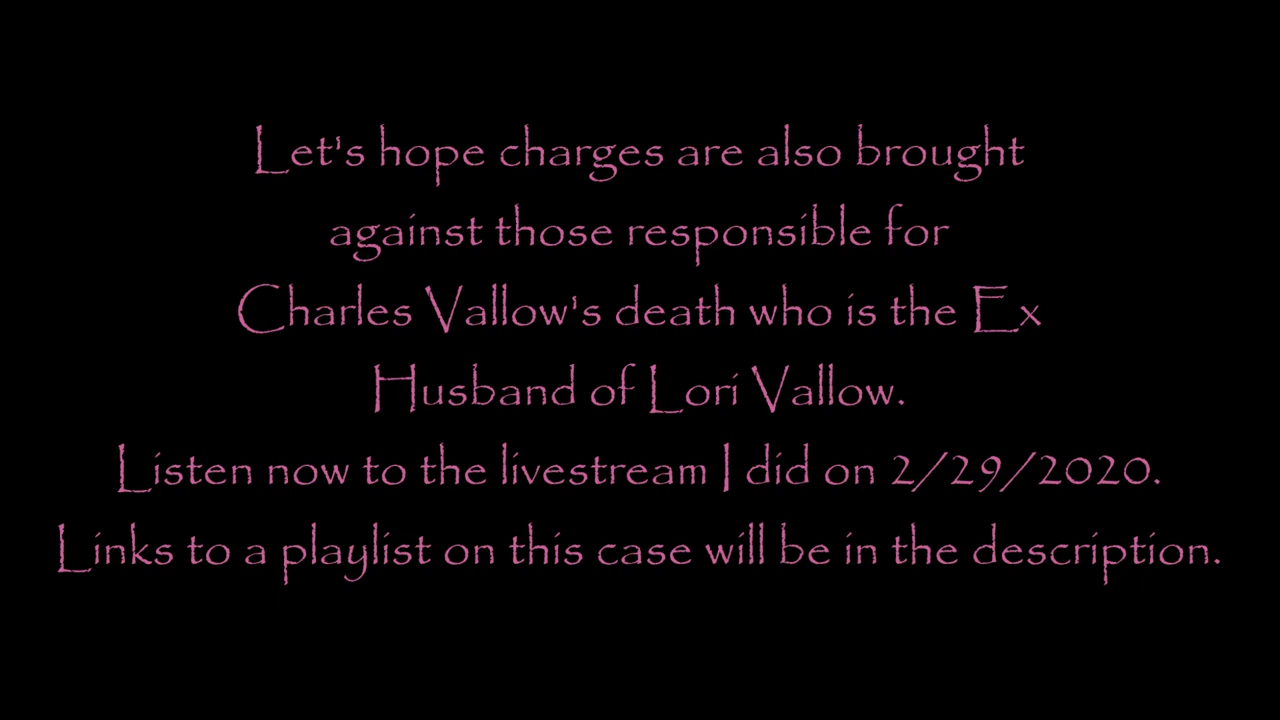 Let's hope charges are also brought
against those responsible for
Charles Vallow's death who is the Ex
Husband of Lori Vallow.
Listen now to the livestream I did on 2/29/2020.
Links to a playlist on this case will be in the description.